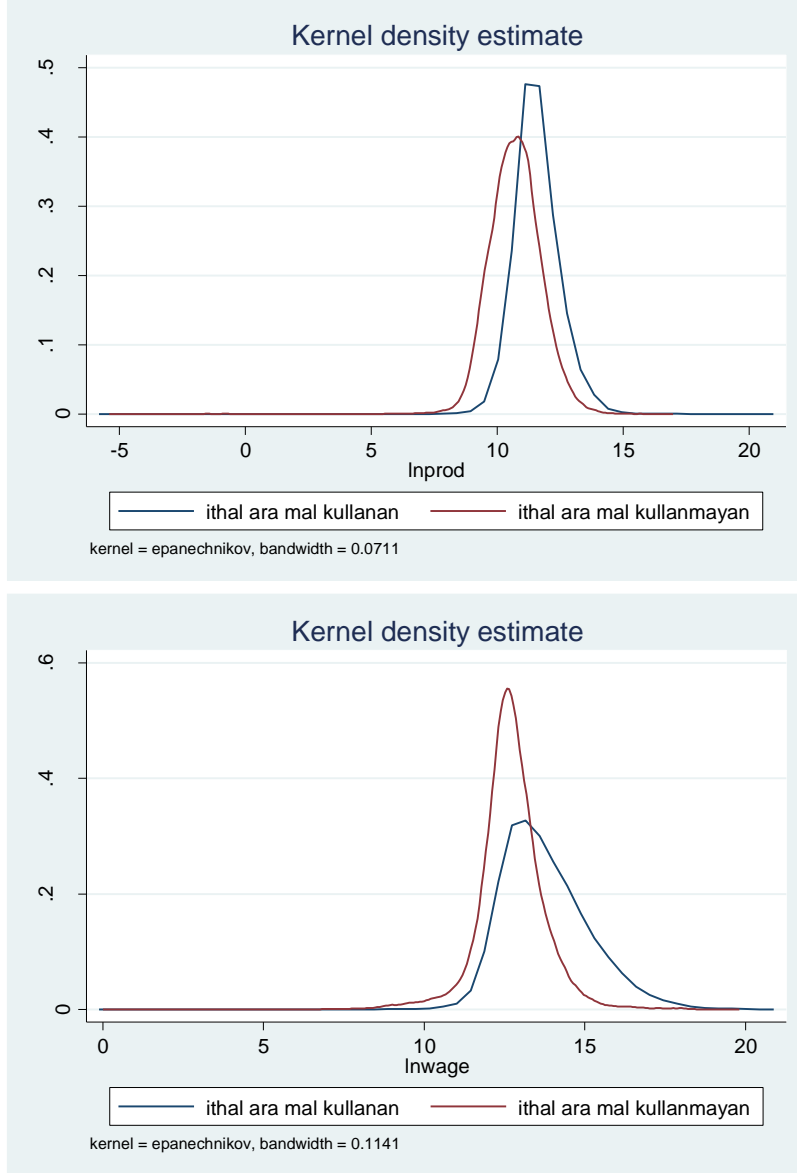 Kernel density estimate
.5
.4
.3
.2
.1
0
-5 0 5 10 15 20
lnprod
ithal ara mal kullanan ithal ara mal kullanmayan
kernel = epanechnikov, bandwidth = 0.0711
Kernel density estimate
.6
.4
.2
0
0 5 10 15 20
lnwage
ithal ara mal kullanan ithal ara mal kullanmayan
kernel = epanechnikov, bandwidth = 0.1141